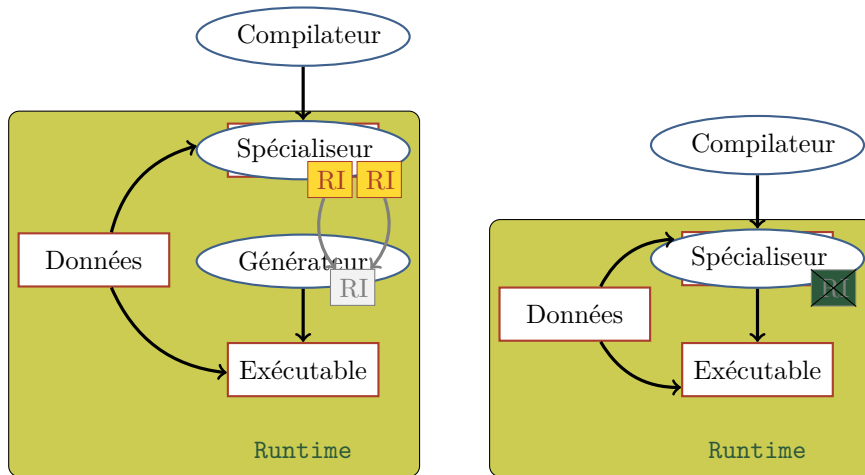 Compilateur
Spécialiseur
RI RI
Données
Générateur
RI
Exécutable
Runtime
Compilateur
Spécialiseur
RI
Données
Exécutable
Runtime